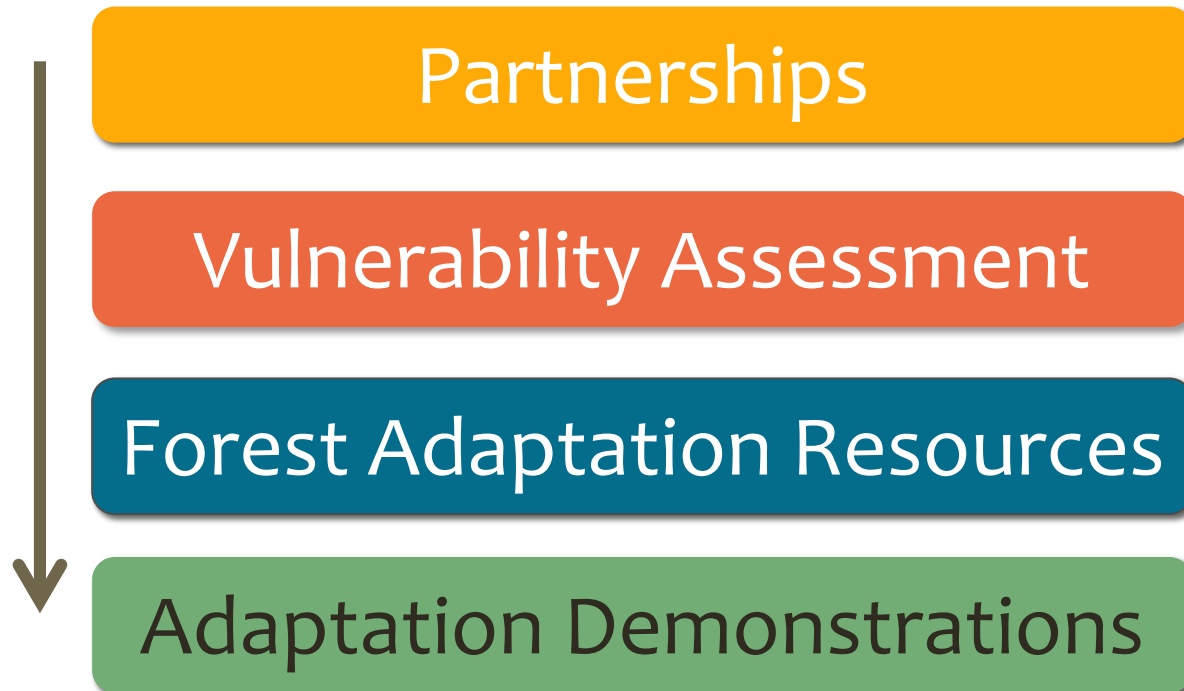 Partnerships
Vulnerability Assessment
Forest Adaptation Resources
Adaptation Demonstrations